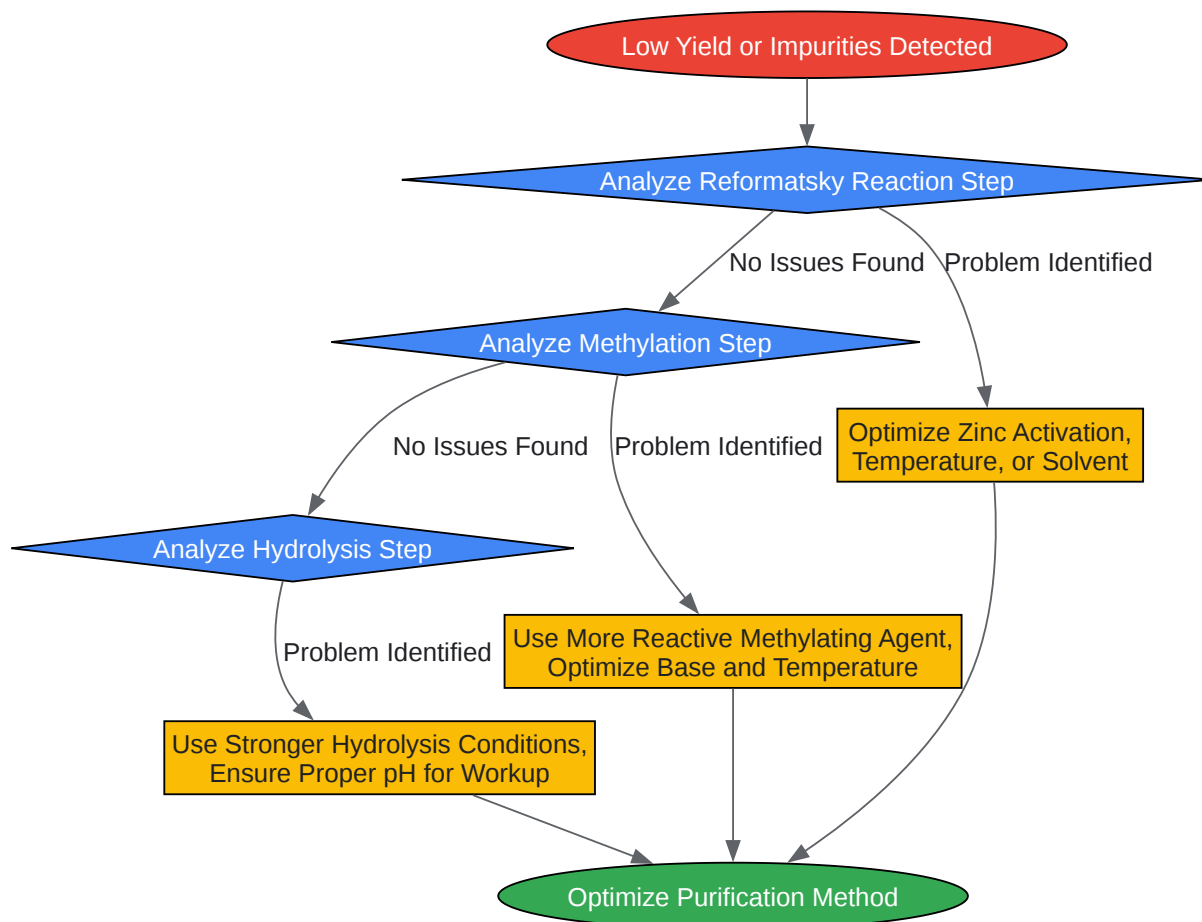 Low Yield or Impurities Detected
Analyze Reformatsky Reaction Step
No Issues Found
Problem Identified
Analyze Methylation Step
Optimize Zinc Activation,
Temperature, or Solvent
No Issues Found
Problem Identified
Analyze Hydrolysis Step
Use More Reactive Methylating Agent,
Optimize Base and Temperature
Problem Identified
Use Stronger Hydrolysis Conditions,
Ensure Proper pH for Workup
Optimize Purification Method